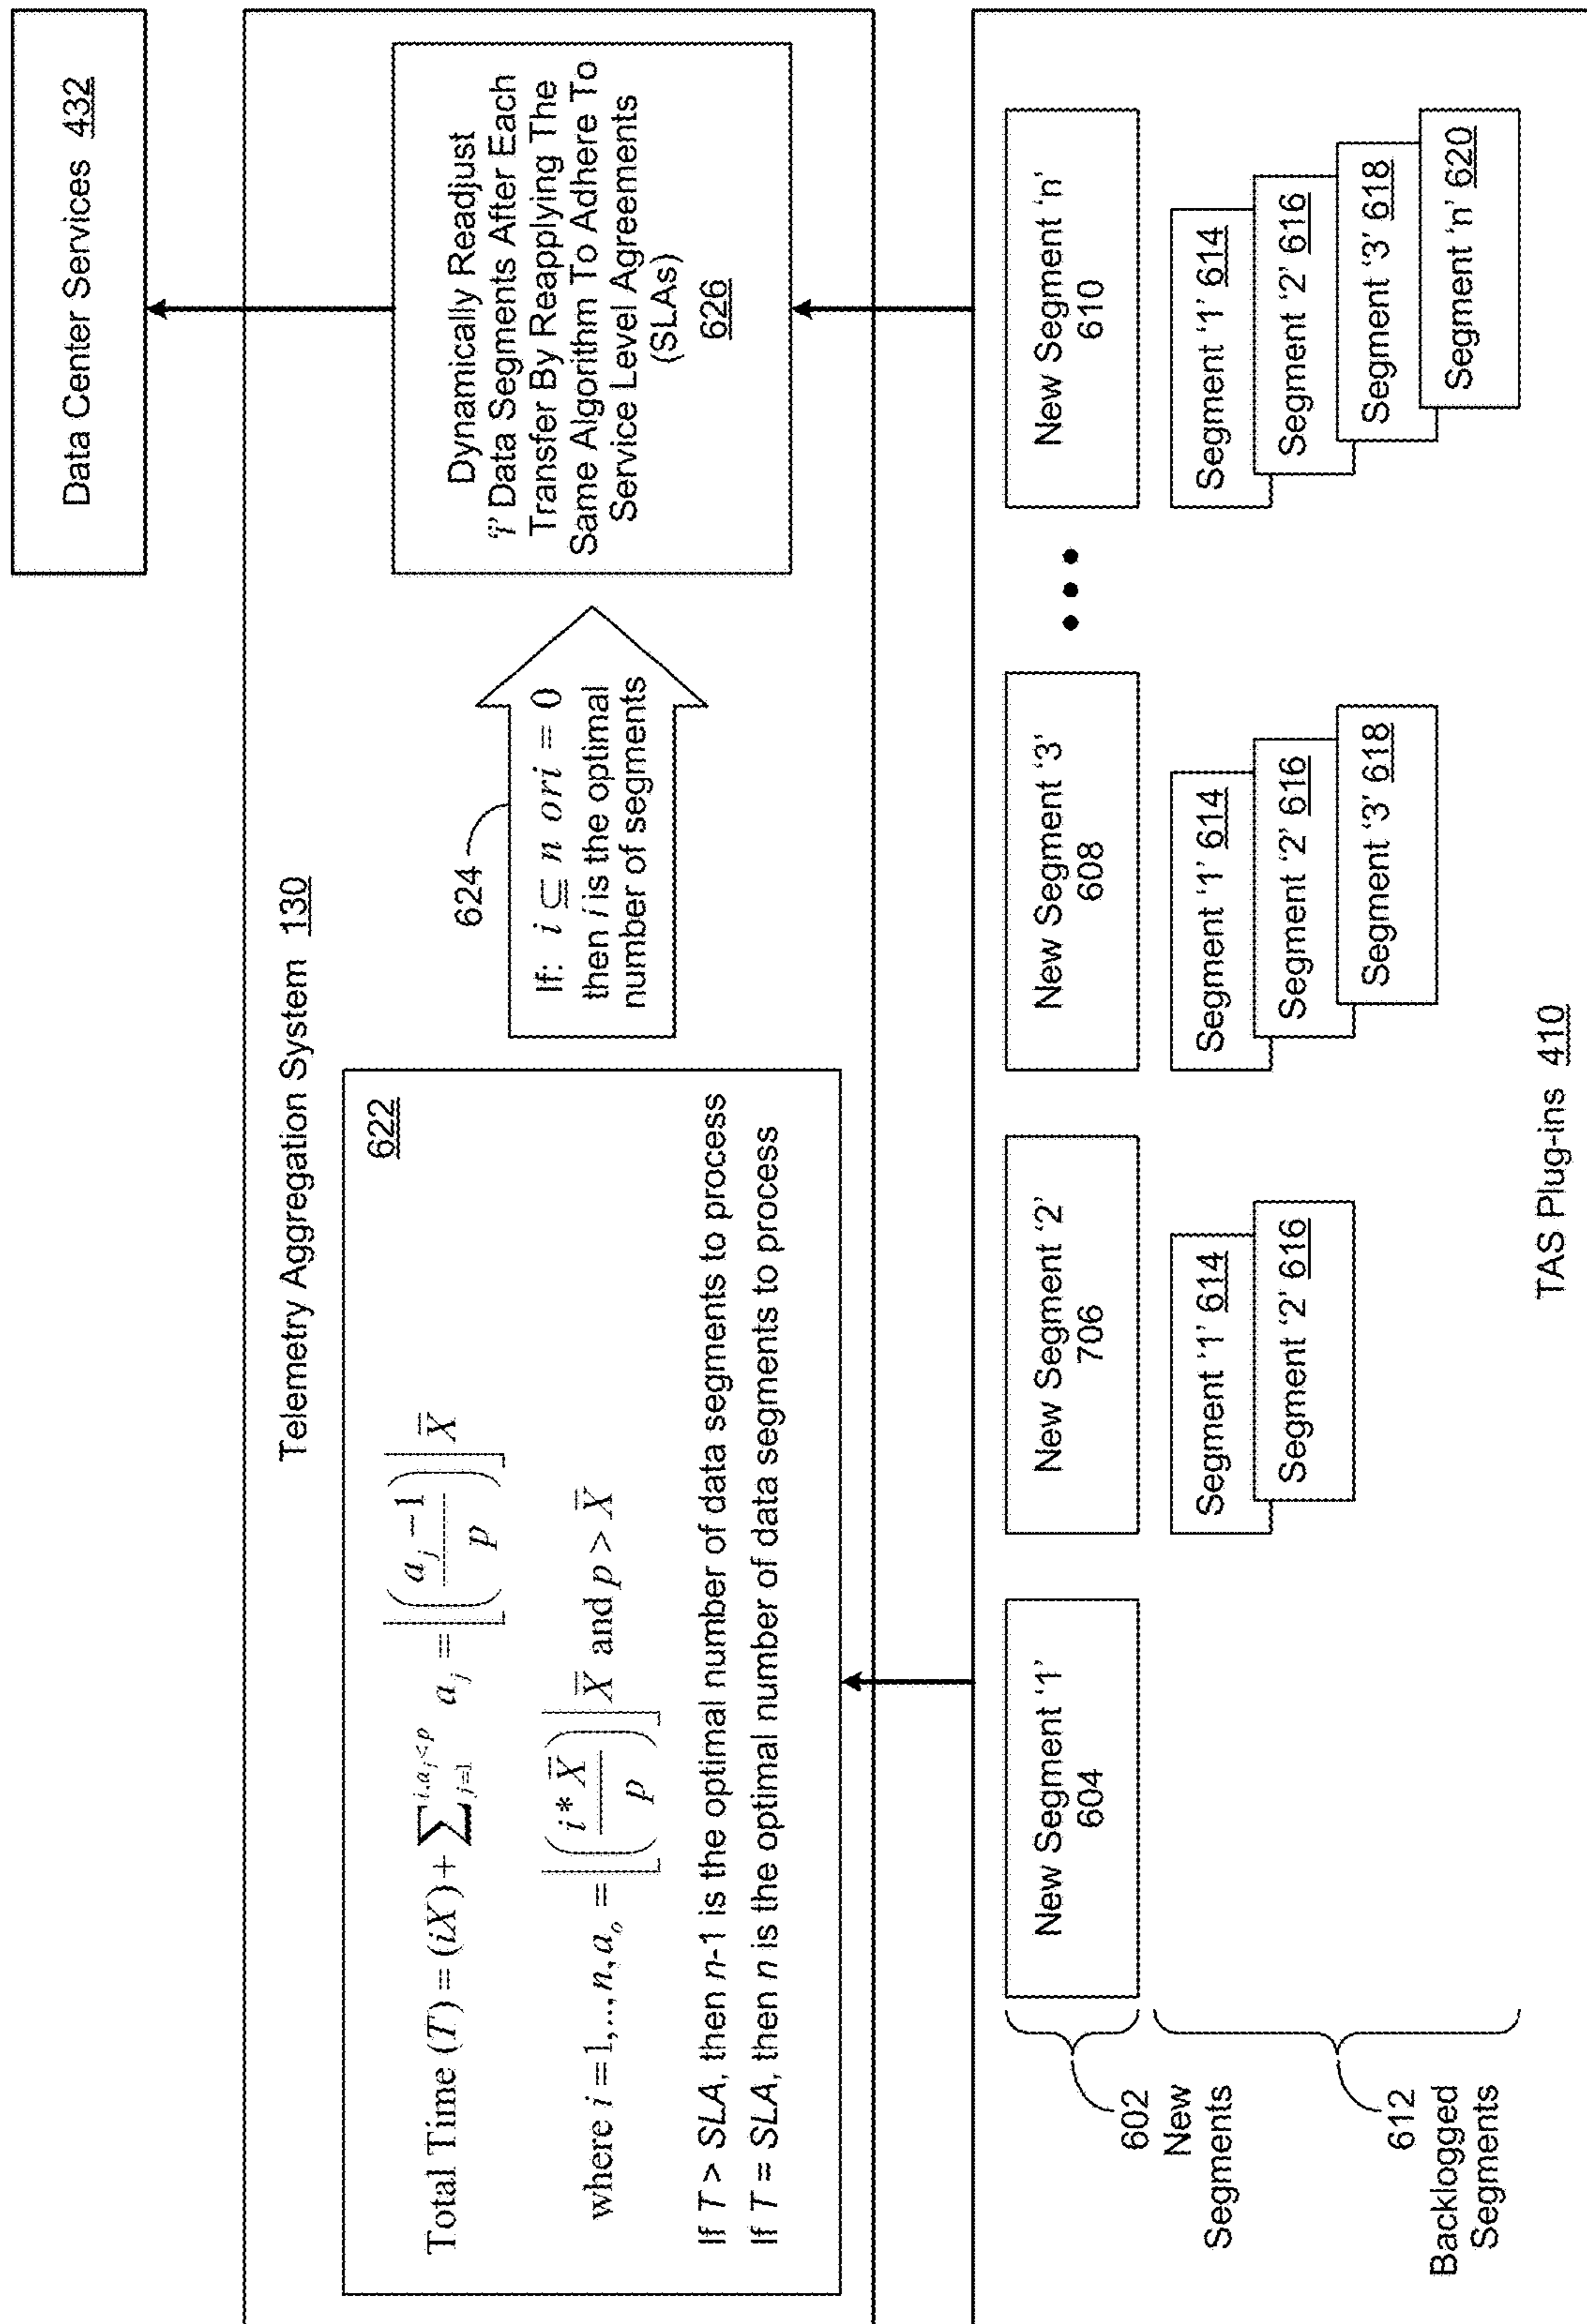 Data Center Services 432
Telemetry Aggregation System 130
622
Total Time (T) = (iX) + ∑_{j=1}^{i.a_j<p} a_j = [((a_j − 1)/p)] X̅
where i = 1,..,n, a_o = [((i * X̅)/p)] X̅ and p > X̅
If T > SLA, then n-1 is the optimal number of data segments to process
If T = SLA, then n is the optimal number of data segments to process
624
If: i ⊆ n ori = 0
then i is the optimal
number of segments
Dynamically Readjust
'i' Data Segments After Each
Transfer By Reapplying The
Same Algorithm To Adhere To
Service Level Agreements
(SLAs)
626
602
New
Segments
New Segment '1'
604
New Segment '2'
706
New Segment '3'
608
• • •
New Segment 'n'
610
612
Backlogged
Segments
Segment '1' 614
Segment '2' 616
Segment '1' 614
Segment '2' 616
Segment '3' 618
Segment '1' 614
Segment '2' 616
Segment '3' 618
Segment 'n' 620
TAS Plug-ins 410